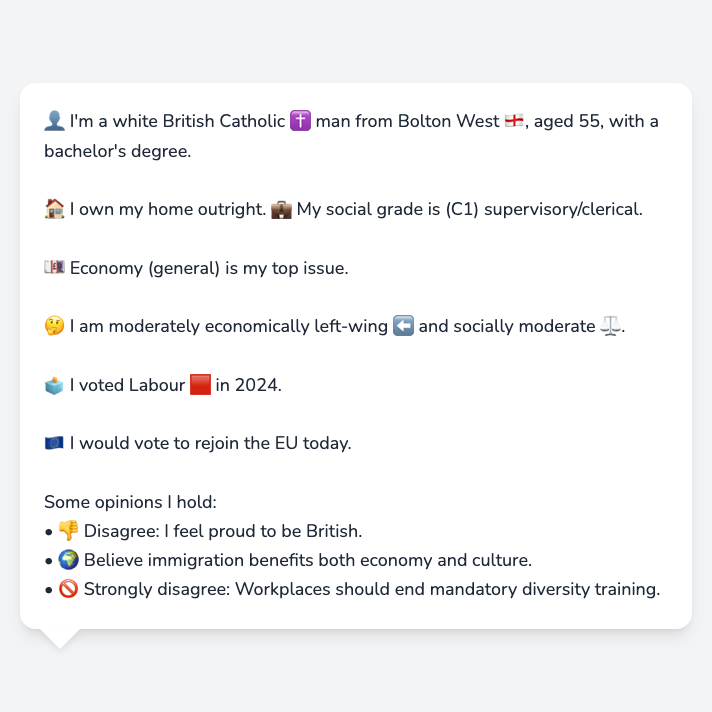 👤 I'm a white British Catholic ✝️ man from Bolton West 🏴󠁧󠁢󠁥󠁮󠁧󠁿, aged 55, with a
bachelor's degree.
🏠 I own my home outright. 💼 My social grade is (C1) supervisory/clerical.
💷 Economy (general) is my top issue.
🤔 I am moderately economically left-wing ⬅️ and socially moderate ⚖️.
🗳️ I voted Labour 🟥 in 2024.
🇪🇺 I would vote to rejoin the EU today.
Some opinions I hold:
• 👎 Disagree: I feel proud to be British.
• 🌍 Believe immigration benefits both economy and culture.
• 🚫 Strongly disagree: Workplaces should end mandatory diversity training.